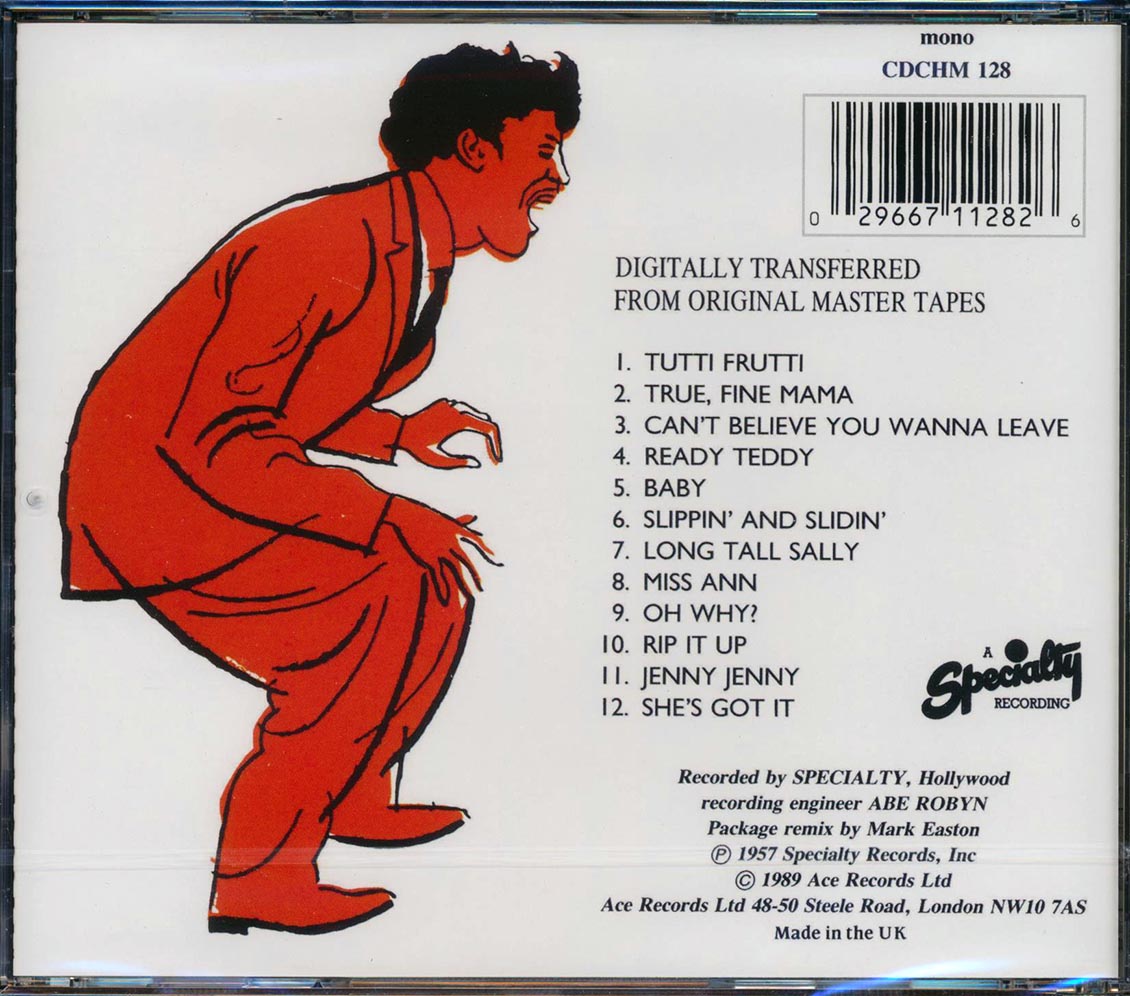 mono
CDCHM 128
0 29667 11282 6
DIGITALLY TRANSFERRED
FROM ORIGINAL MASTER TAPES
1. TUTTI FRUTTI
2. TRUE, FINE MAMA
3. CAN'T BELIEVE YOU WANNA LEAVE
4. READY TEDDY
5. BABY
6. SLIPPIN' AND SLIDIN'
7. LONG TALL SALLY
8. MISS ANN
9. OH WHY?
10. RIP IT UP
11. JENNY JENNY
12. SHE'S GOT IT
A
Specialty
RECORDING
Recorded by SPECIALTY, Hollywood
recording engineer ABE ROBYN
Package remix by Mark Easton
℗ 1957 Specialty Records, Inc
© 1989 Ace Records Ltd
Ace Records Ltd 48-50 Steele Road, London NW10 7AS
Made in the UK